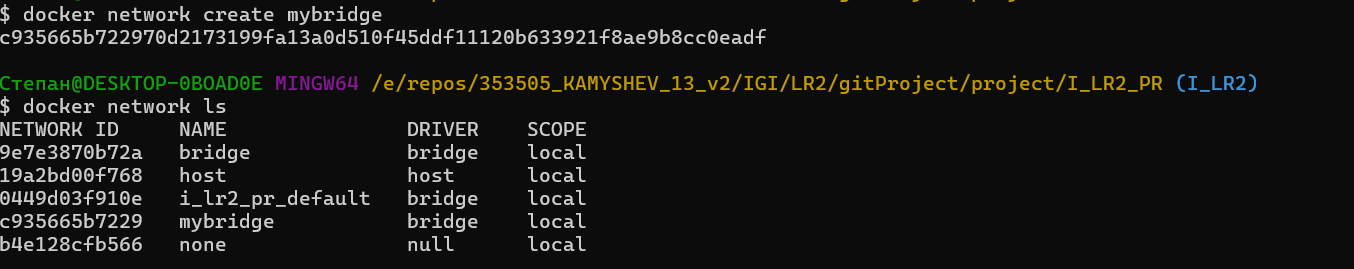 $ docker network create mybridge
c935665b722970d2173199fa13a0d510f45ddf11120b633921f8ae9b8cc0eadf
Степан@DESKTOP-0BOAD0E MINGW64 /e/repos/353505_KAMYSHEV_13_v2/IGI/LR2/gitProject/project/I_LR2_PR (I_LR2)
$ docker network ls
NETWORK ID     NAME               DRIVER    SCOPE
9e7e3870b72a   bridge             bridge    local
19a2bd00f768   host               host      local
0449d03f910e   i_lr2_pr_default   bridge    local
c935665b7229   mybridge           bridge    local
b4e128cfb566   none               null      local